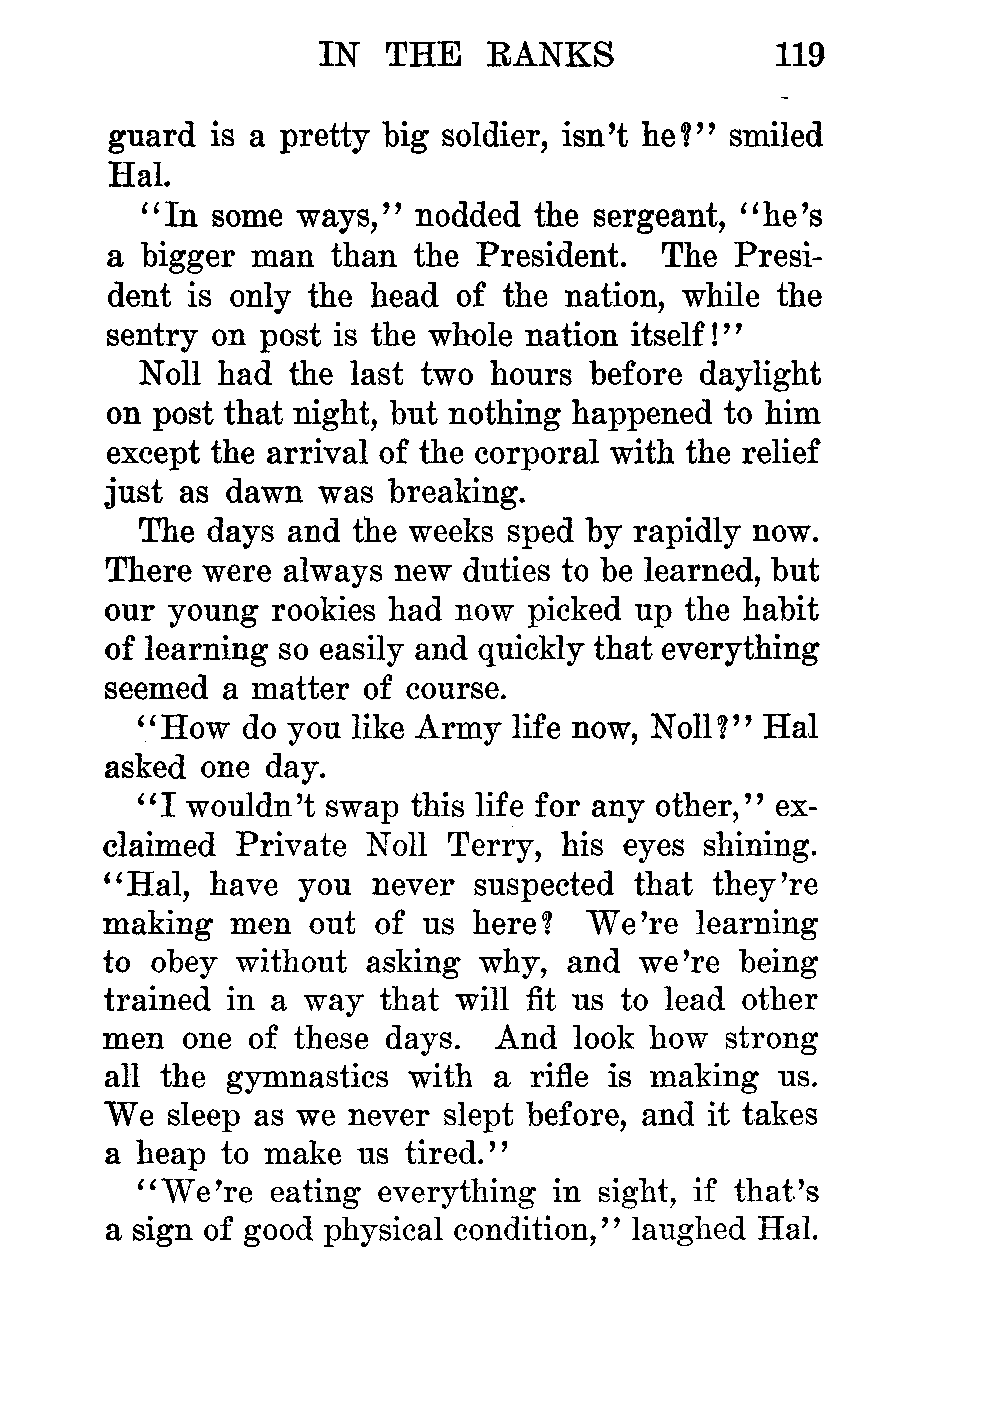 IN THE RANKS 119
guard is a pretty big soldier, isn't he?" smiled
Hal.
"In some ways," nodded the sergeant, "he's
a bigger man than the President. The Presi-
dent is only the head of the nation, while the
sentry on post is the whole nation itself!"
Noll had the last two hours before daylight
on post that night, but nothing happened to him
except the arrival of the corporal with the relief
just as dawn was breaking.
The days and the weeks sped by rapidly now.
There were always new duties to be learned, but
our young rookies had now picked up the habit
of learning so easily and quickly that everything
seemed a matter of course.
"How do you like Army life now, Noll?" Hal
asked one day.
"I wouldn't swap this life for any other," ex-
claimed Private Noll Terry, his eyes shining.
"Hal, have you never suspected that they're
making men out of us here? We're learning
to obey without asking why, and we're being
trained in a way that will fit us to lead other
men one of these days. And look how strong
all the gymnastics with a rifle is making us.
We sleep as we never slept before, and it takes
a heap to make us tired."
"We're eating everything in sight, if that's
a sign of good physical condition," laughed Hal.